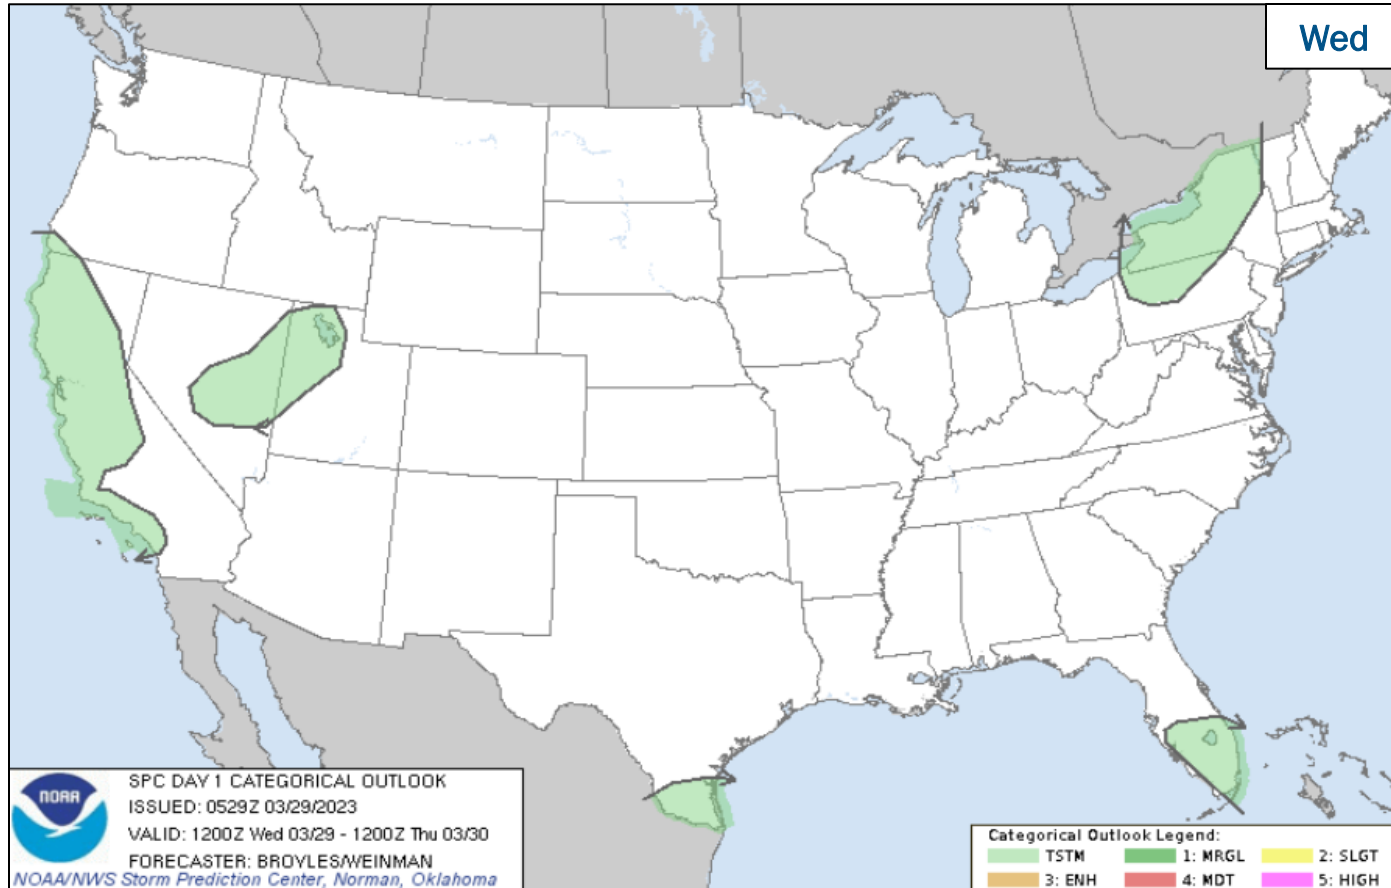 Wed
NOAA
SPC DAY 1 CATEGORICAL OUTLOOK
ISSUED: 0529Z 03/29/2023
VALID: 1200Z Wed 03/29 - 1200Z Thu 03/30
FORECASTER: BROYLES/WEINMAN
NOAA/NWS Storm Prediction Center, Norman, Oklahoma
Categorical Outlook Legend:
TSTM 1: MRGL 2: SLGT
3: ENH 4: MDT 5: HIGH